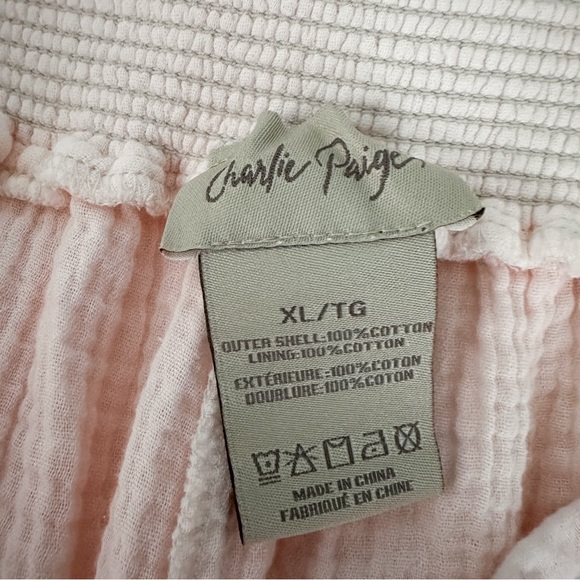 Charlie Paige
XL/TG
OUTER SHELL:100%COTTON
LINING:100%COTTON
EXTÉRIEURE:100%COTON
DOUBLURE:100%COTON
MADE IN CHINA
FABRIQUÉ EN CHINE